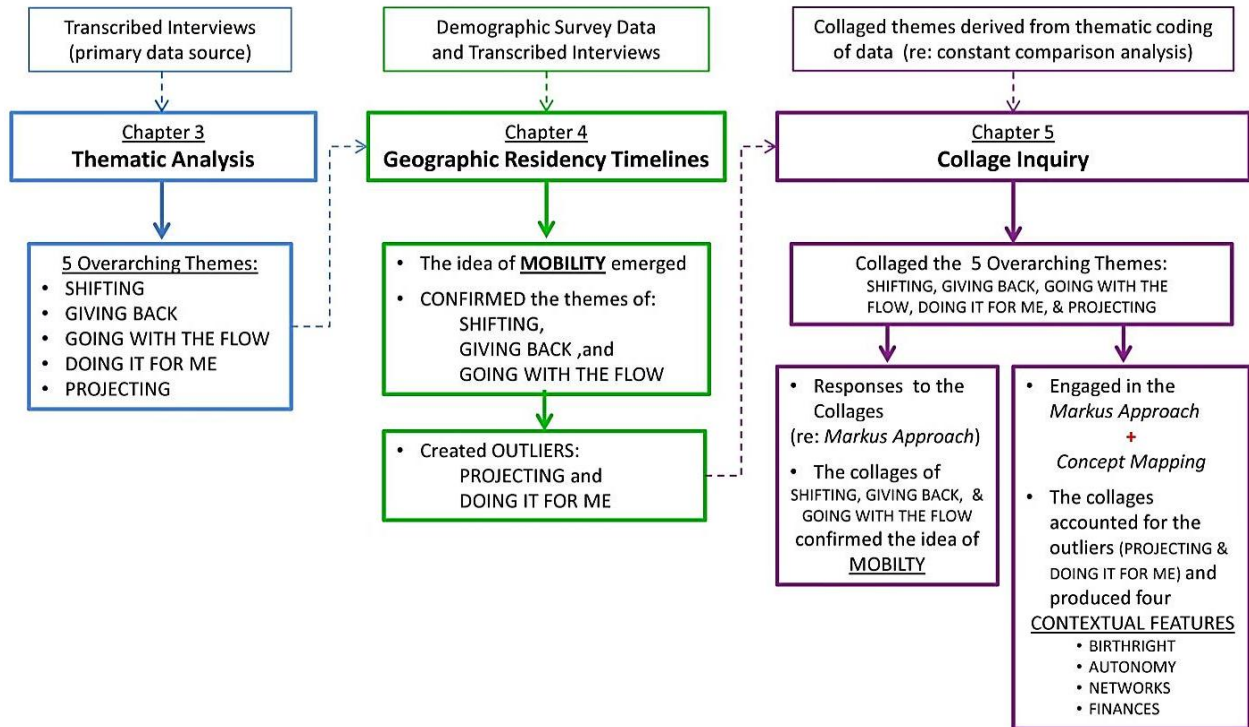 Transcribed Interviews
(primary data source)
Chapter 3
Thematic Analysis
5 Overarching Themes:
• SHIFTING
• GIVING BACK
• GOING WITH THE FLOW
• DOING IT FOR ME
• PROJECTING
Demographic Survey Data
and Transcribed Interviews
Chapter 4
Geographic Residency Timelines
• The idea of MOBILITY emerged
• CONFIRMED the themes of:
SHIFTING,
GIVING BACK ,and
GOING WITH THE FLOW
• Created OUTLIERS:
PROJECTING and
DOING IT FOR ME
Collaged themes derived from thematic coding
of data (re: constant comparison analysis)
Chapter 5
Collage Inquiry
Collaged the 5 Overarching Themes:
SHIFTING, GIVING BACK, GOING WITH THE
FLOW, DOING IT FOR ME, & PROJECTING
• Responses to the
Collages
(re: Markus Approach)
• The collages of
SHIFTING, GIVING BACK, &
GOING WITH THE FLOW
confirmed the idea of
MOBILTY
• Engaged in the
Markus Approach
+
Concept Mapping
• The collages
accounted for the
outliers (PROJECTING &
DOING IT FOR ME) and
produced four
CONTEXTUAL FEATURES
• BIRTHRIGHT
• AUTONOMY
• NETWORKS
• FINANCES